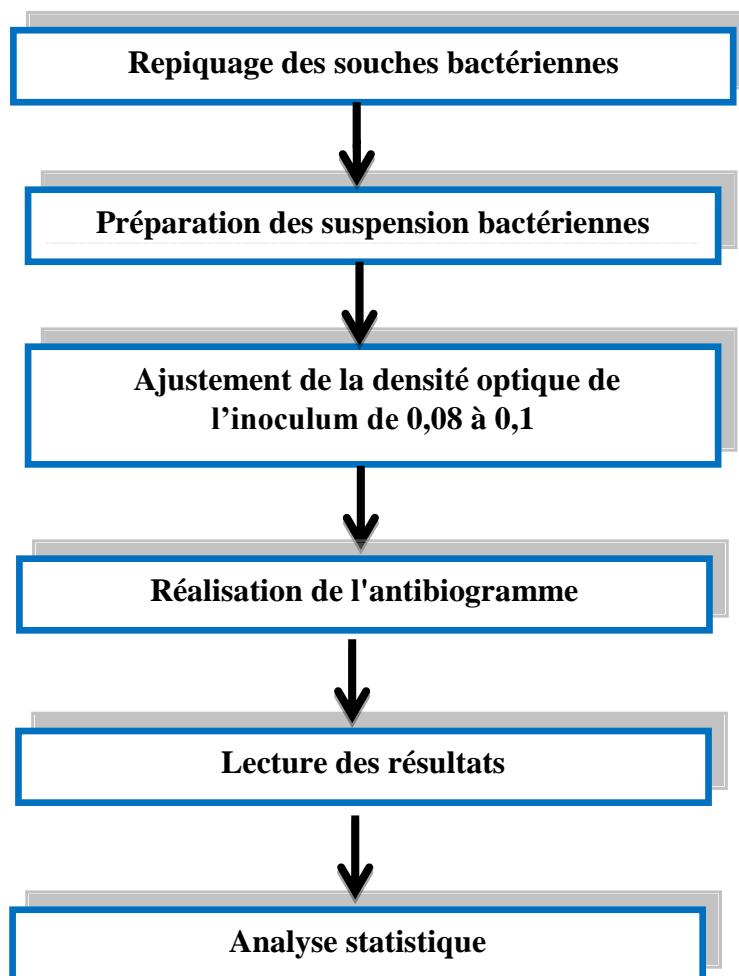 Repiquage des souches bactériennes
Préparation des suspension bactériennes
Ajustement de la densité optique de
l’inoculum de 0,08 à 0,1
Réalisation de l'antibiogramme
Lecture des résultats
Analyse statistique